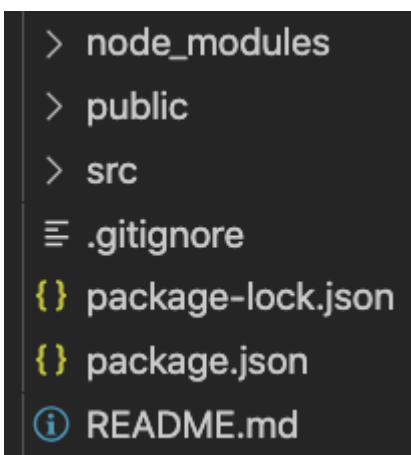 node_modules
public
src
.gitignore
package-lock.json
package.json
README.md